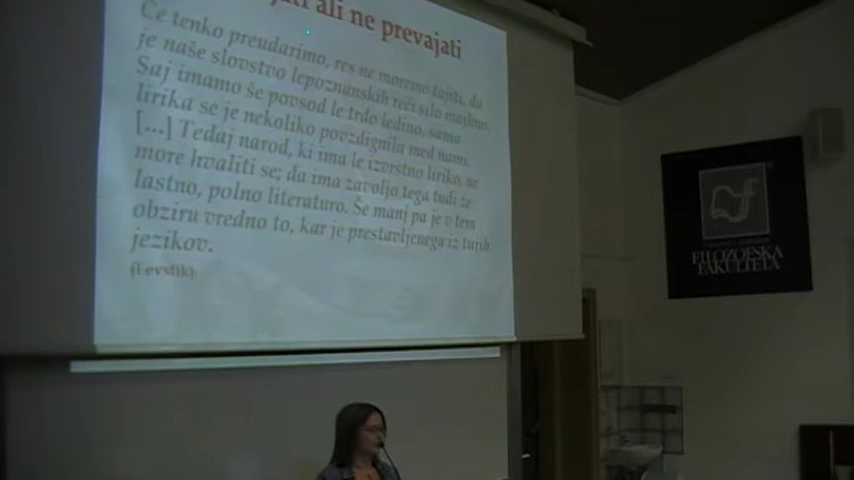 ali ne prevajati
Če tenko preudarimo, res ne moremo tajiti, da
je naše slovstvo lepoznanskih reči silo majhno.
Saj imamo še povsod le trdo ledino, sama
lirika se je nekoliko povzdignila med nami.
[...] Tedaj narod, ki ima le izvrstno liriko, ne
more hvaliti se; da ima zavoljo tega tudi že
lastno, polno literaturo. Še manj pa je v tem
obziru vredno to, kar je prestavljenega iz tujih
jezikov.
(Levstik)
FILOZOFSKA
FAKULTETA